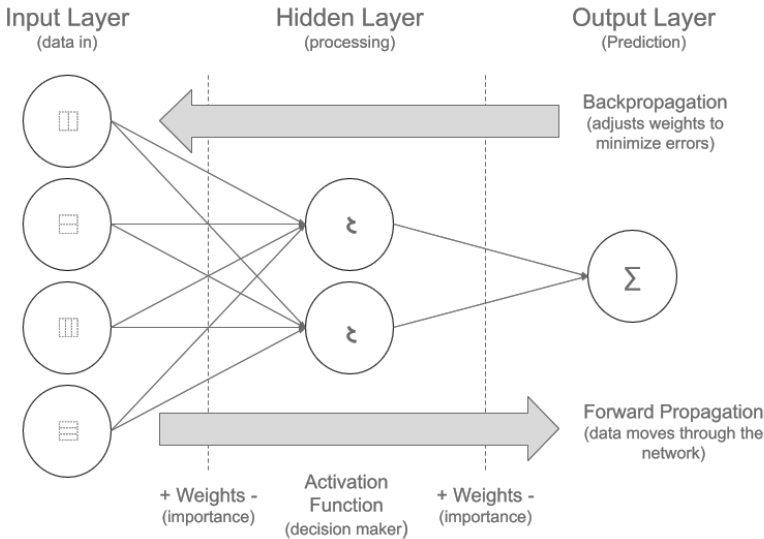 Input Layer
(data in)
Hidden Layer
(processing)
Output Layer
(Prediction)
Backpropagation
(adjusts weights to
minimize errors)
Σ
Forward Propagation
(data moves through the
network)
+ Weights -
(importance)
Activation
Function
(decision maker)
+ Weights -
(importance)